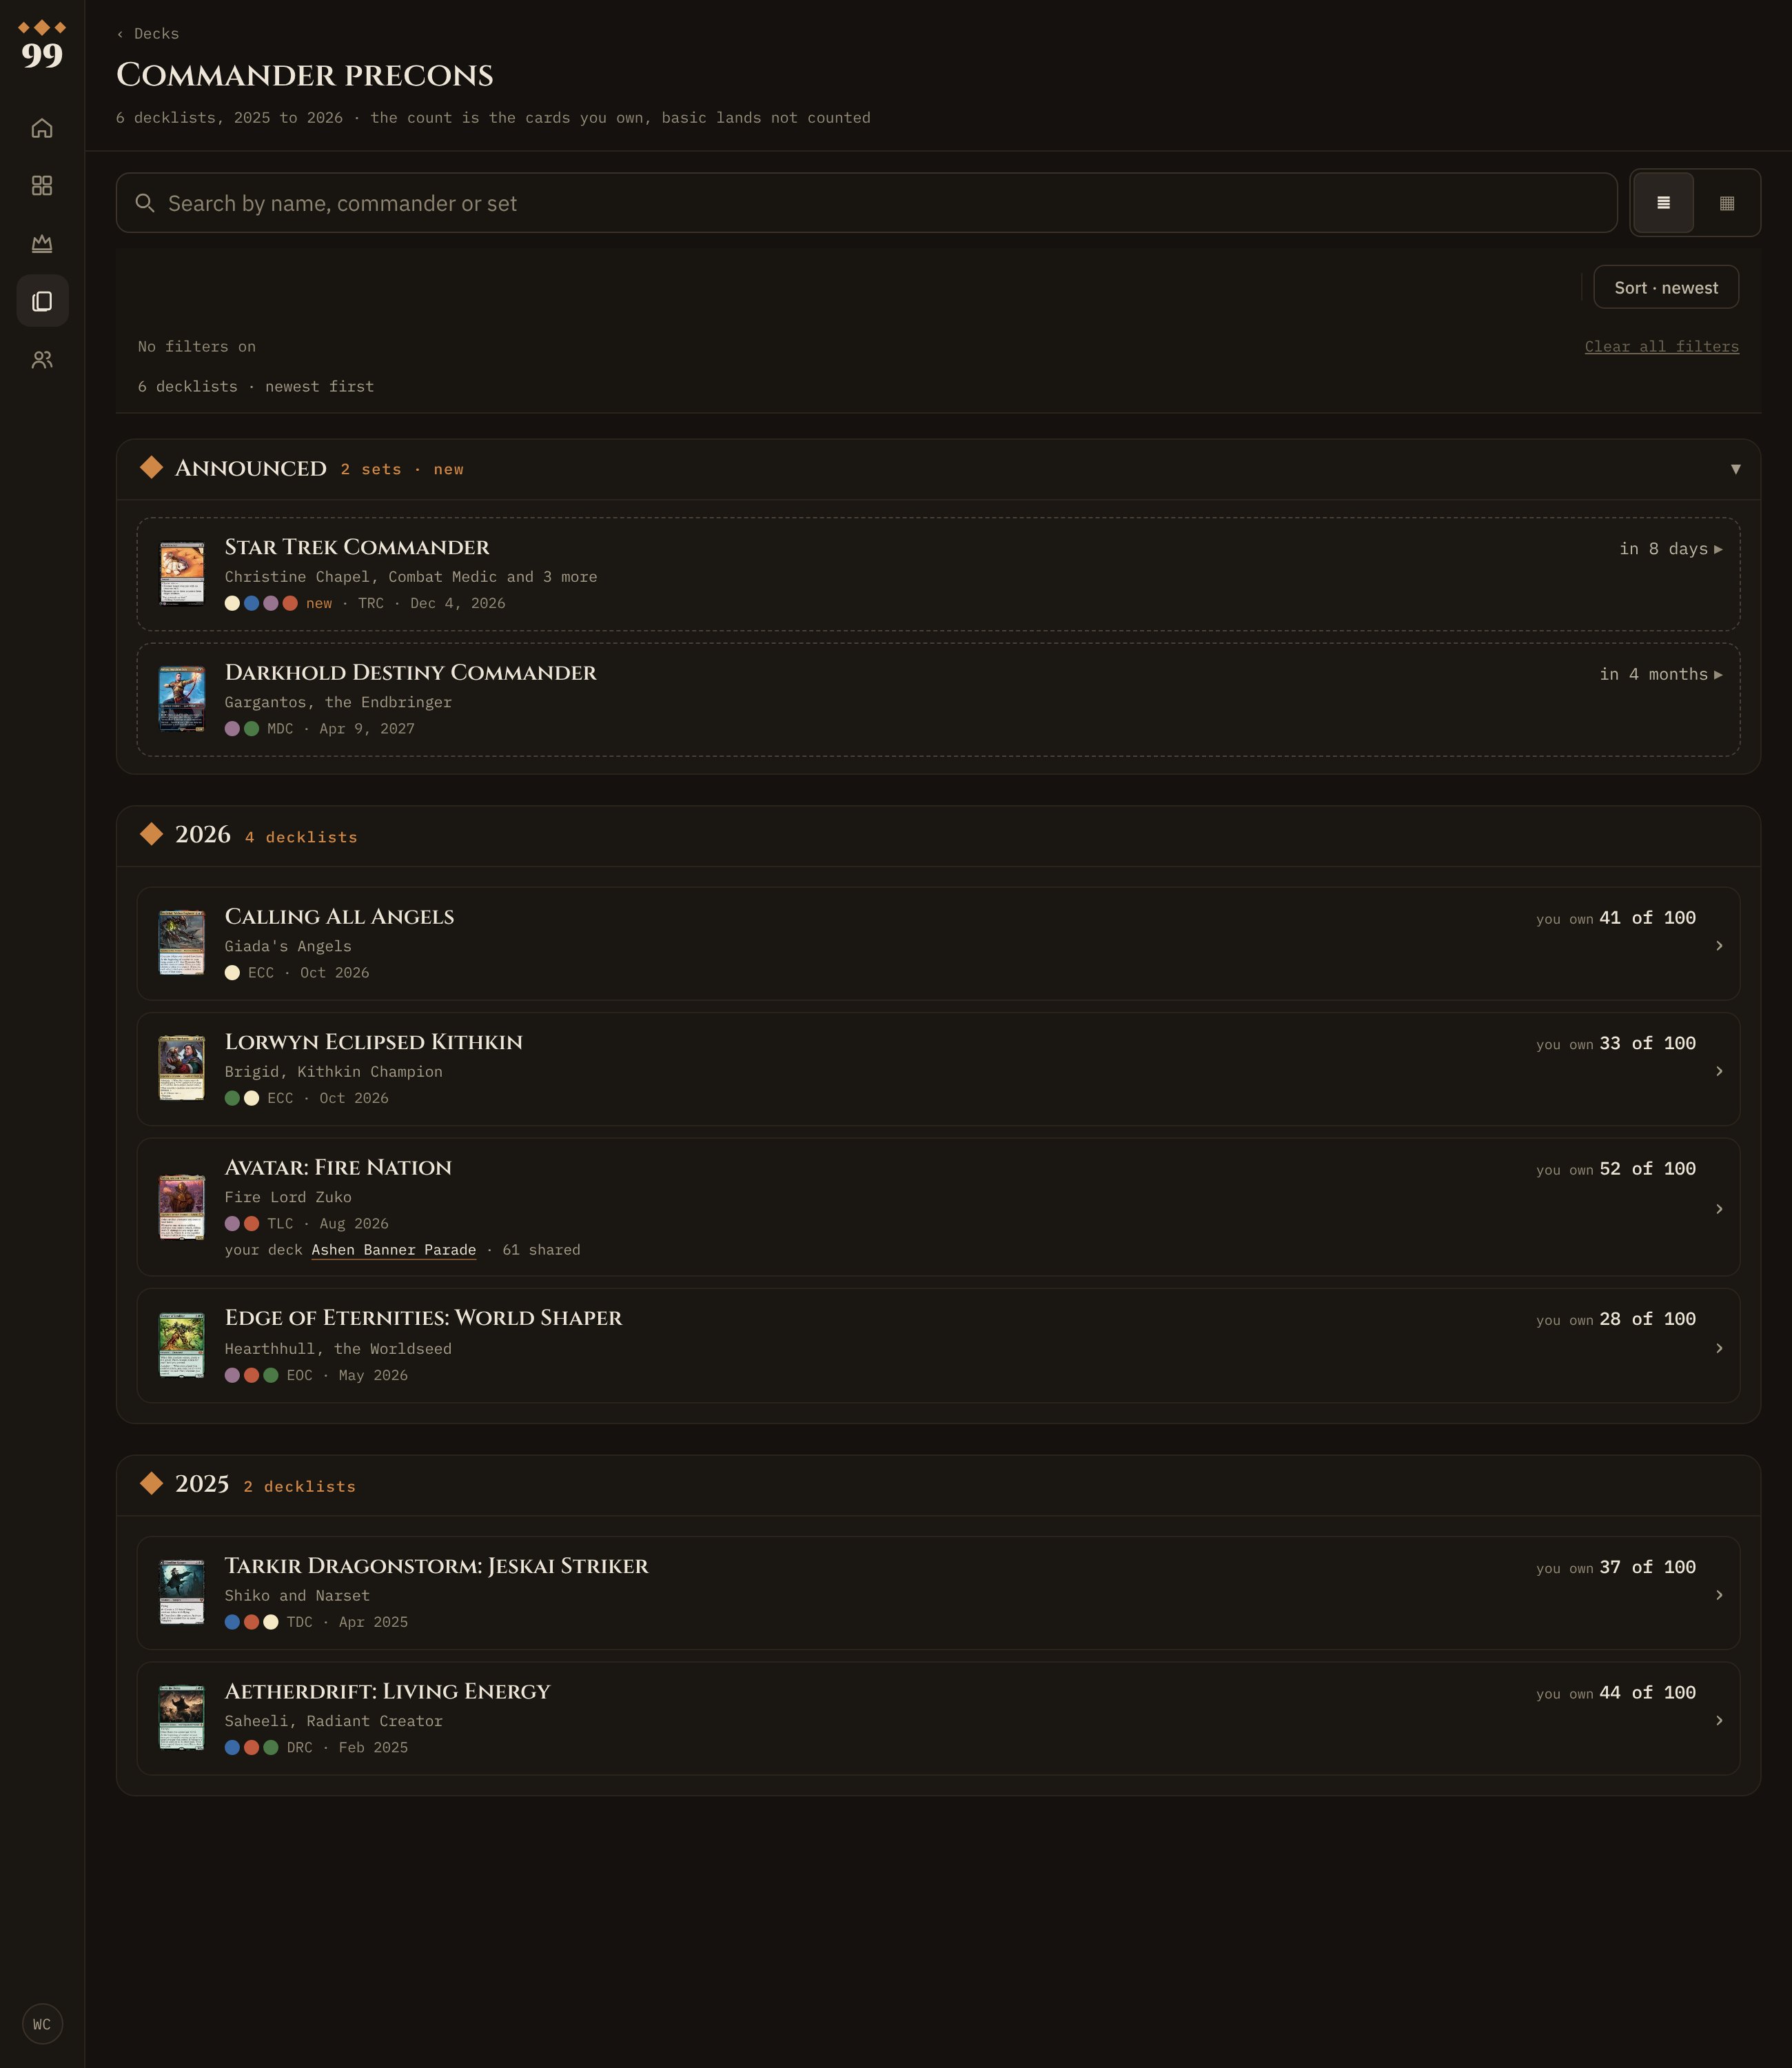 99
‹ Decks
Commander precons
6 decklists, 2025 to 2026 · the count is the cards you own, basic lands not counted
Search by name, commander or set
Sort · newest
No filters on
Clear all filters
6 decklists · newest first
Announced 2 sets · new
Star Trek Commander
in 8 days
Christine Chapel, Combat Medic and 3 more
new · TRC · Dec 4, 2026
Darkhold Destiny Commander
in 4 months
Gargantos, the Endbringer
MDC · Apr 9, 2027
2026 4 decklists
Calling All Angels
you own 41 of 100
Giada's Angels
ECC · Oct 2026
Lorwyn Eclipsed Kithkin
you own 33 of 100
Brigid, Kithkin Champion
ECC · Oct 2026
Avatar: Fire Nation
you own 52 of 100
Fire Lord Zuko
TLC · Aug 2026
your deck Ashen Banner Parade · 61 shared
Edge of Eternities: World Shaper
you own 28 of 100
Hearthhull, the Worldseed
EOC · May 2026
2025 2 decklists
Tarkir Dragonstorm: Jeskai Striker
you own 37 of 100
Shiko and Narset
TDC · Apr 2025
Aetherdrift: Living Energy
you own 44 of 100
Saheeli, Radiant Creator
DRC · Feb 2025
WC